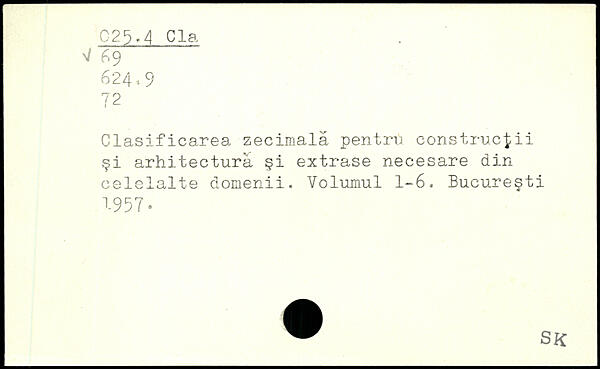 025.4 Cla
√ 69
624.9
72
Clasificarea zecimală pentru construcţii
şi arhitectură şi extrase necesare din
celelalte domenii. Volumul 1-6. Bucureşti
1957.
SK